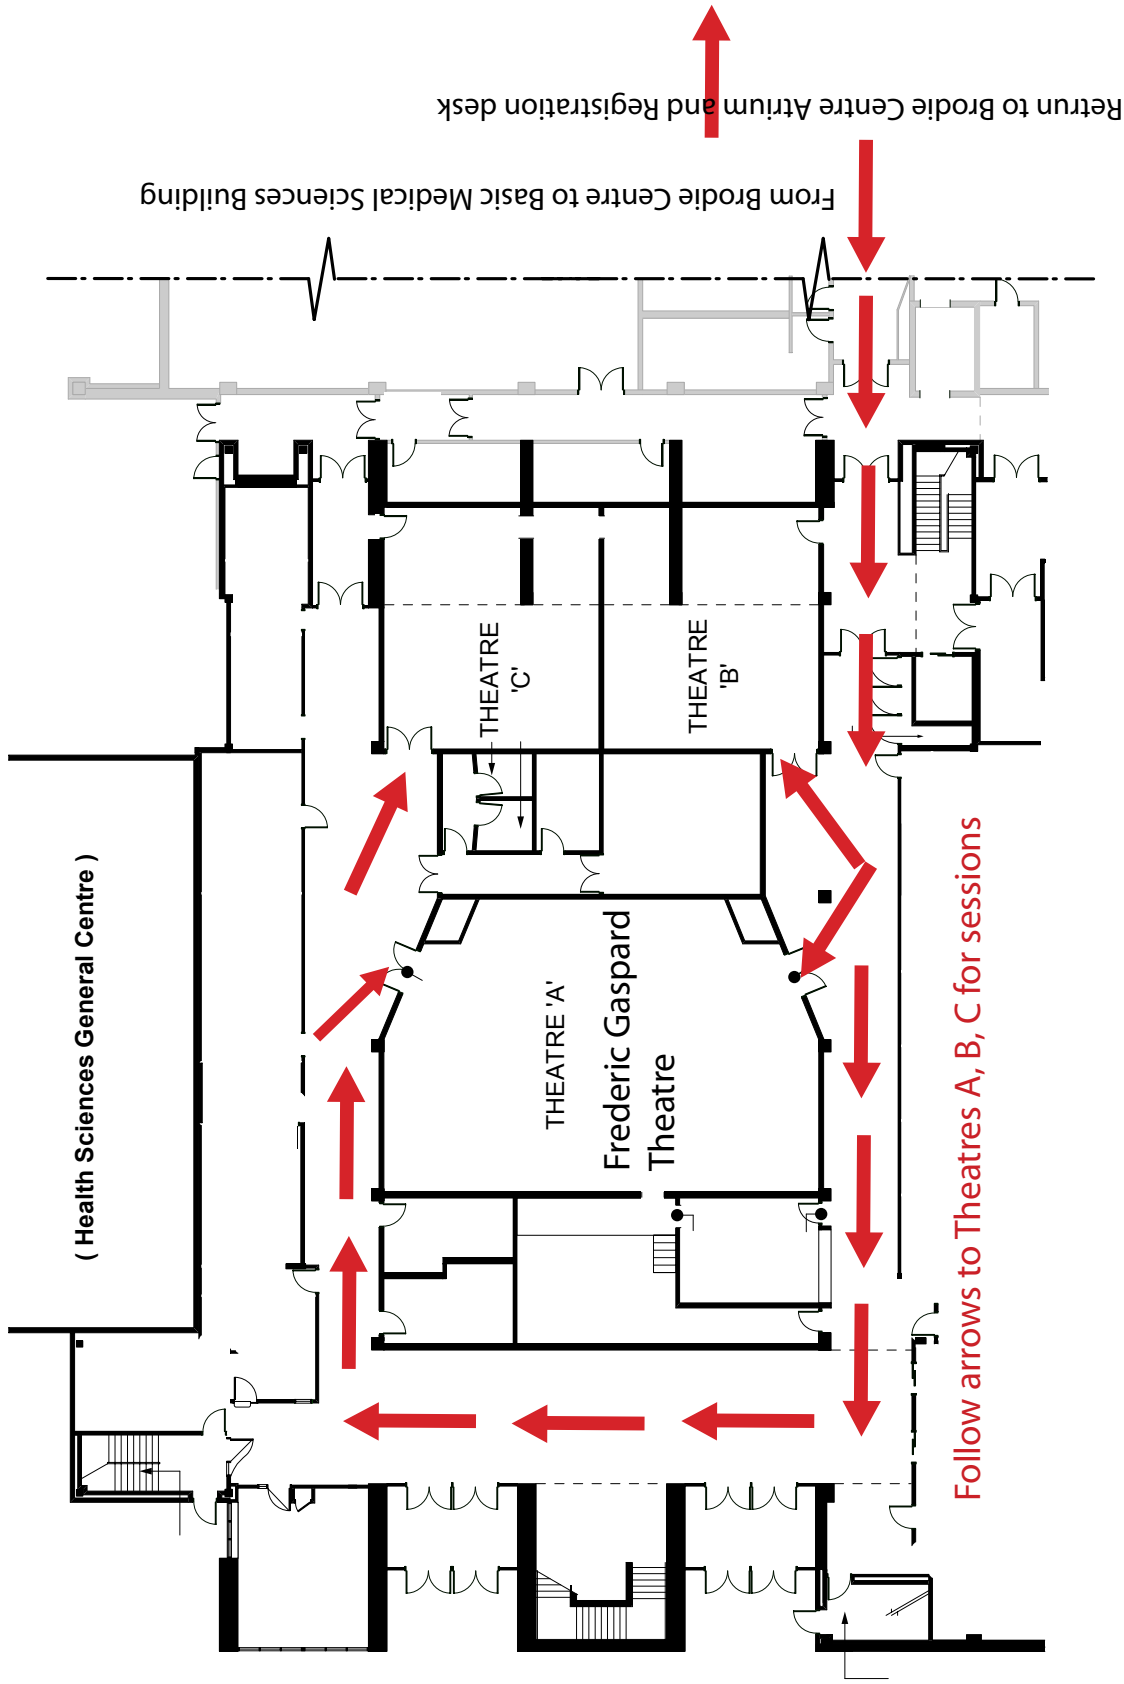 Retrun to Brodie Centre Atrium and Registration desk
From Brodie Centre to Basic Medical Sciences Building
( Health Sciences General Centre )
THEATRE
'C'
THEATRE
'B'
THEATRE 'A'
Frederic Gaspard
Theatre
Follow arrows to Theatres A, B, C for sessions